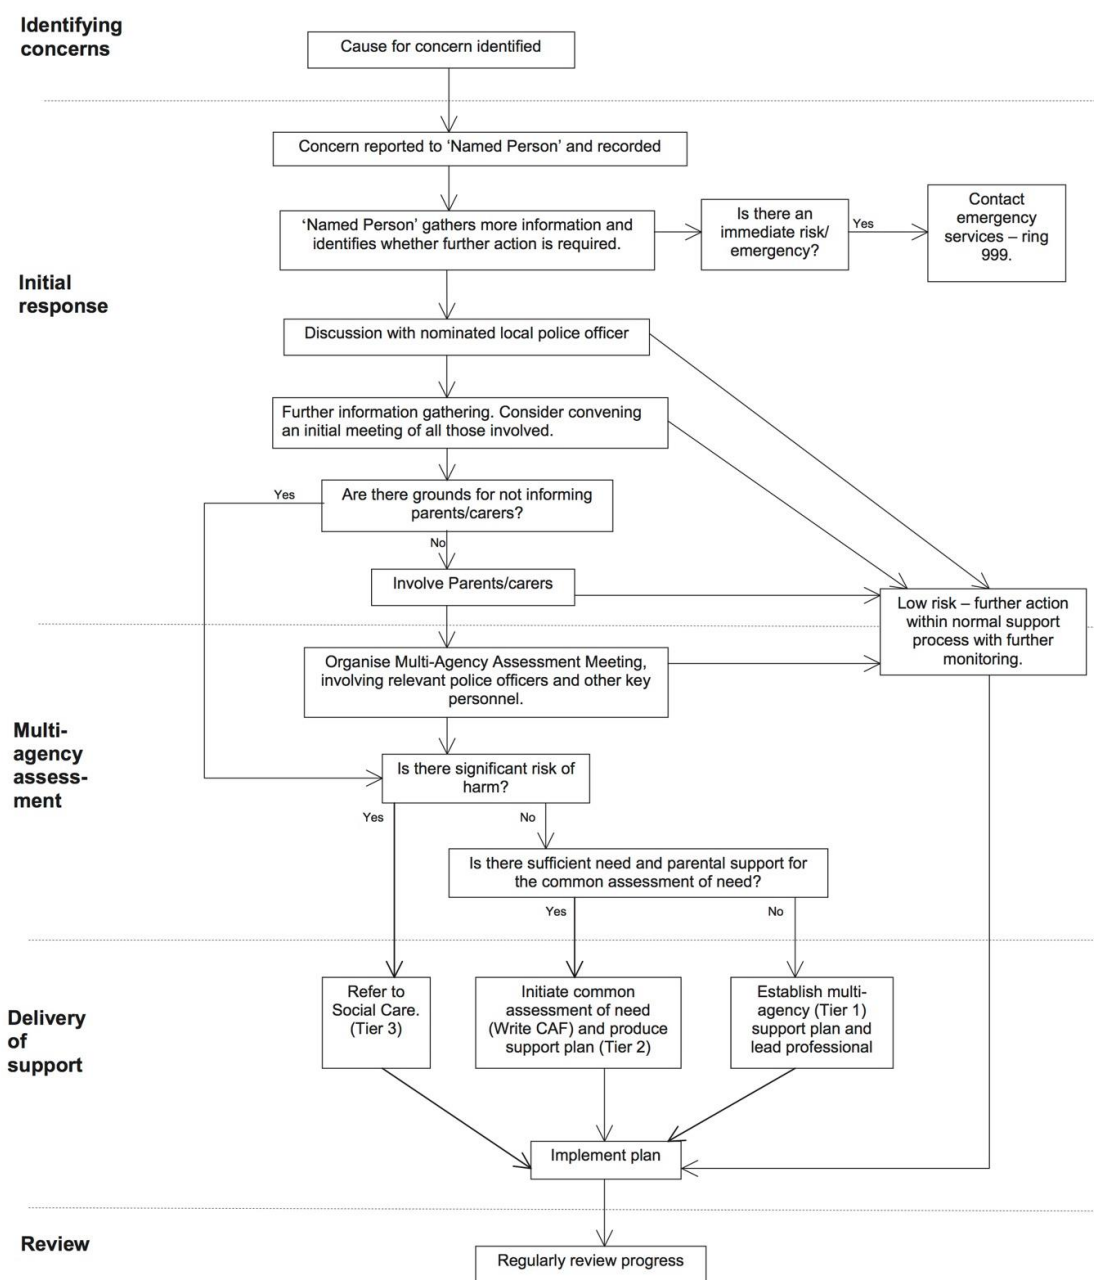 Identifying
concerns
Cause for concern identified
Concern reported to ‘Named Person’ and recorded
Initial
response
‘Named Person’ gathers more information and
identifies whether further action is required.
Is there an
immediate risk/
emergency?
Yes
Contact
emergency
services – ring
999.
Discussion with nominated local police officer
Further information gathering. Consider convening
an initial meeting of all those involved.
Are there grounds for not informing
parents/carers?
Yes
No
Involve Parents/carers
Low risk – further action
within normal support
process with further
monitoring.
Multi-
agency
assess-
ment
Organise Multi-Agency Assessment Meeting,
involving relevant police officers and other key
personnel.
Is there significant risk of
harm?
Yes
No
Is there sufficient need and parental support for
the common assessment of need?
Yes
No
Delivery
of
support
Refer to
Social Care.
(Tier 3)
Initiate common
assessment of need
(Write CAF) and produce
support plan (Tier 2)
Establish multi-
agency (Tier 1)
support plan and
lead professional
Implement plan
Review
Regularly review progress